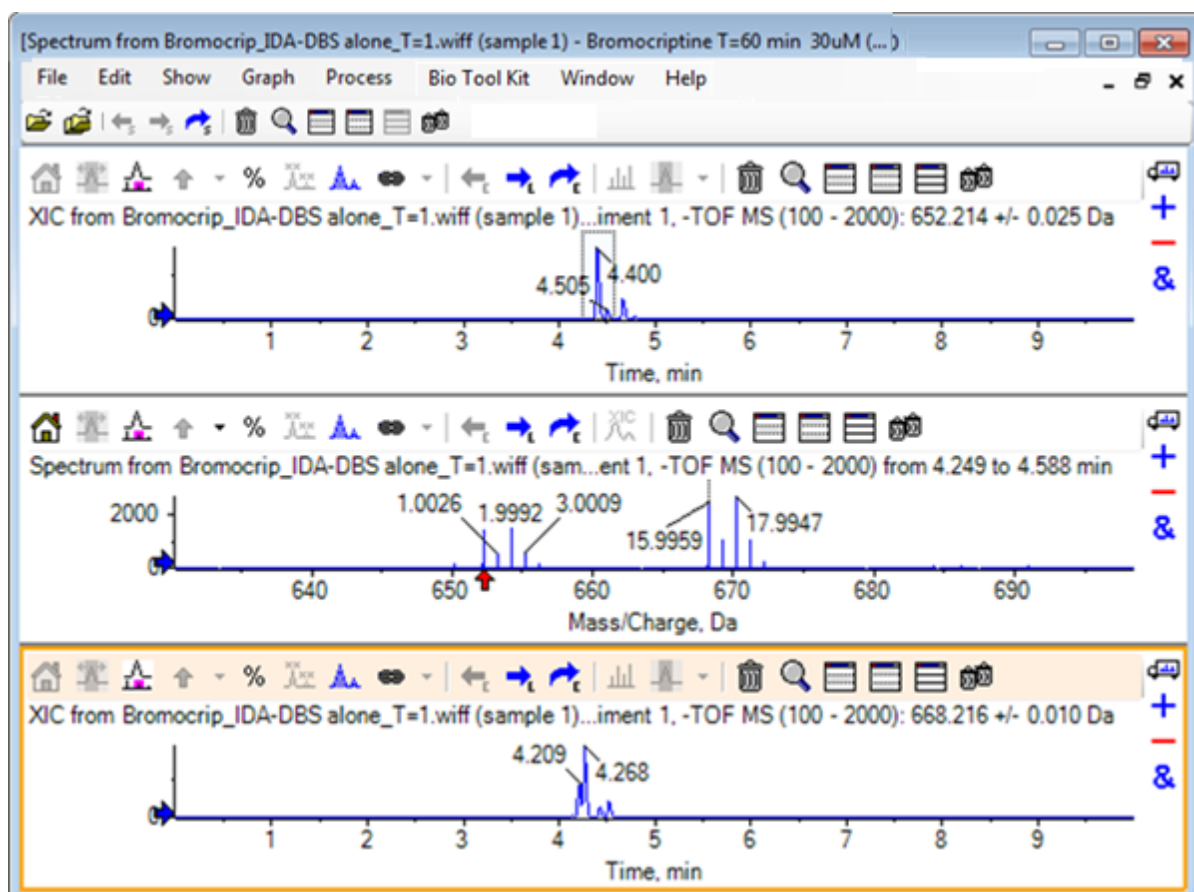 [Spectrum from Bromocrip_IDA-DBS alone_T=1.wiff (sample 1) - Bromocriptine T=60 min 30uM (...)
File Edit Show Graph Process Bio Tool Kit Window Help
%
XIC from Bromocrip_IDA-DBS alone_T=1.wiff (sample 1)...iment 1, -TOF MS (100 - 2000): 652.214 +/- 0.025 Da
&
4.505 4.400
0
1 2 3 4 5 6 7 8 9
Time, min
% XIC
Spectrum from Bromocrip_IDA-DBS alone_T=1.wiff (sam...ent 1, -TOF MS (100 - 2000) from 4.249 to 4.588 min
&
2000 1.0026 1.9992 3.0009 15.9959 17.9947
0
640 650 660 670 680 690
Mass/Charge, Da
%
XIC from Bromocrip_IDA-DBS alone_T=1.wiff (sample 1)...iment 1, -TOF MS (100 - 2000): 668.216 +/- 0.010 Da
&
4.209 4.268
0
1 2 3 4 5 6 7 8 9
Time, min